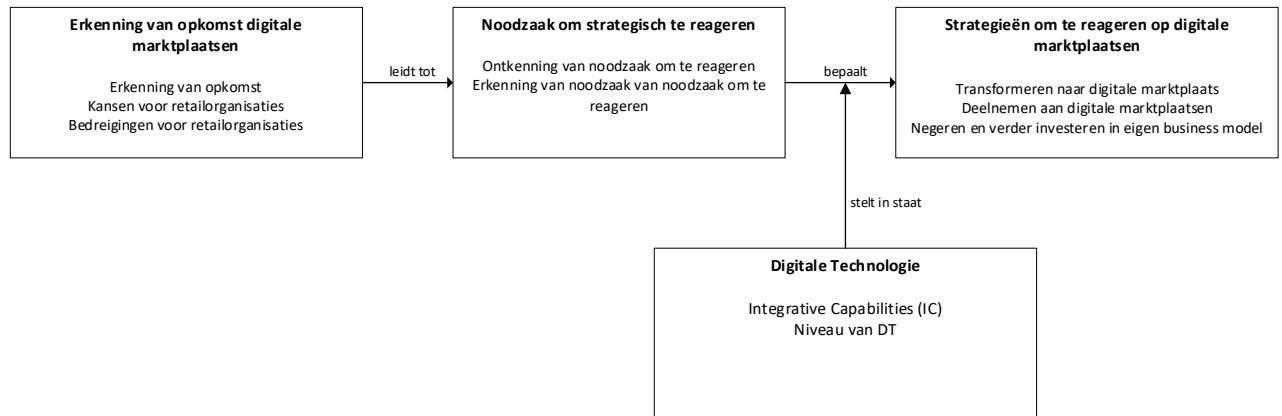 Erkenning van opkomst digitale
marktplaatsen
Erkenning van opkomst
Kansen voor retailorganisaties
Bedreigingen voor retailorganisaties
leidt tot
Noodzaak om strategisch te reageren
Ontkenning van noodzaak om te reageren
Erkenning van noodzaak van noodzaak om te
reageren
bepaalt
Strategieën om te reageren op digitale
marktplaatsen
Transformeren naar digitale marktplaats
Deelnemen aan digitale marktplaatsen
Negeren en verder investeren in eigen business model
stelt in staat
Digitale Technologie
Integrative Capabilities (IC)
Niveau van DT